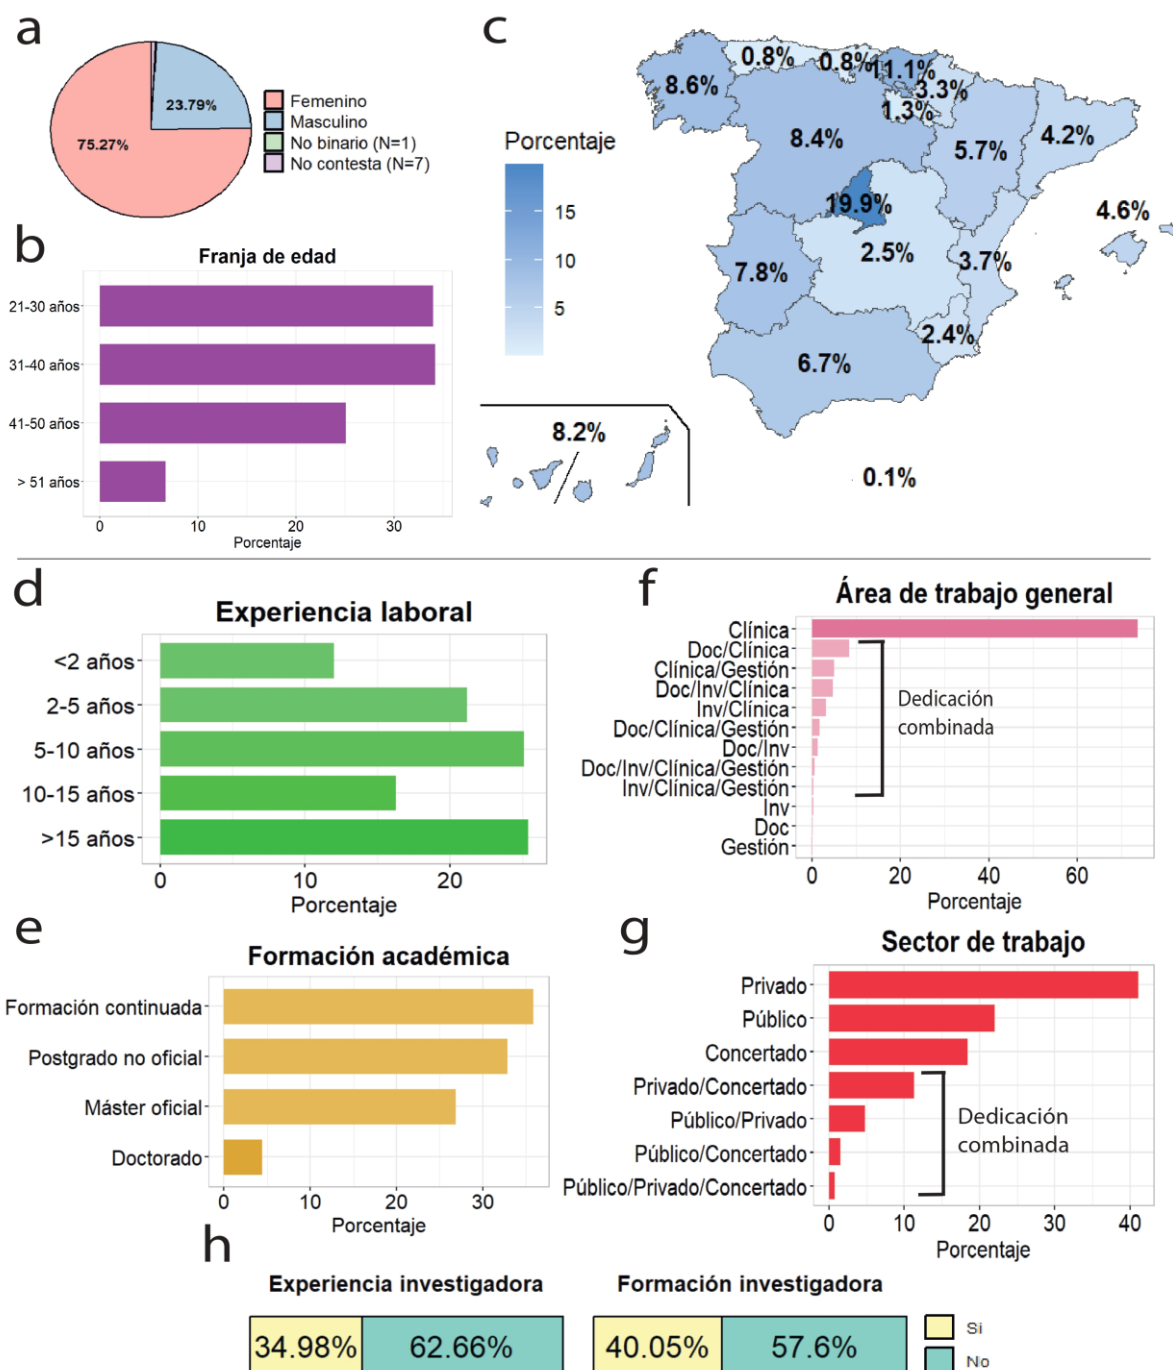 a
75.27%
23.79%
Femenino
Masculino
No binario (N=1)
No contesta (N=7)
b
Franja de edad
21-30 años
31-40 años
41-50 años
> 51 años
0
10
20
30
Porcentaje
c
Porcentaje
15
10
5
8.6%
0.8%
0.8%
11.1%
3.3%
1.3%
8.4%
5.7%
4.2%
19.9%
4.6%
7.8%
2.5%
3.7%
2.4%
6.7%
8.2%
0.1%
d
Experiencia laboral
<2 años
2-5 años
5-10 años
10-15 años
>15 años
0
10
20
Porcentaje
e
Formación académica
Formación continuada
Postgrado no oficial
Máster oficial
Doctorado
0
10
20
30
Porcentaje
f
Área de trabajo general
Clínica
Doc/Clínica
Clínica/Gestión
Doc/Inv/Clínica
Inv/Clínica
Doc/Clínica/Gestión
Doc/Inv
Doc/Inv/Clínica/Gestión
Inv/Clínica/Gestión
Inv
Doc
Gestión
Dedicación
combinada
0
20
40
60
Porcentaje
g
Sector de trabajo
Privado
Público
Concertado
Privado/Concertado
Público/Privado
Público/Concertado
Público/Privado/Concertado
Dedicación
combinada
0
10
20
30
40
Porcentaje
h
Experiencia investigadora
34.98%
62.66%
Formación investigadora
40.05%
57.6%
Si
No